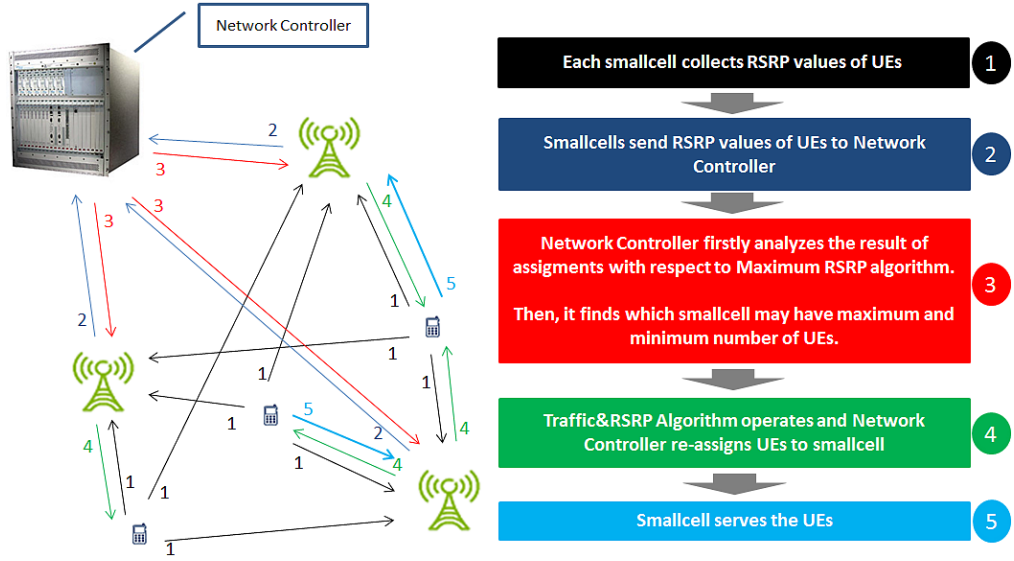 Network Controller
Each smallcell collects RSRP values of UEs
1
Smallcells send RSRP values of UEs to Network
Controller
2
Network Controller firstly analyzes the result of
assigments with respect to Maximum RSRP algorithm.
Then, it finds which smallcell may have maximum and
minimum number of UEs.
3
Traffic&RSRP Algorithm operates and Network
Controller re-assigns UEs to smallcell
4
Smallcell serves the UEs
5
2
3
4
3
3
5
1
2
1
1
1
5
1
4
2
4
1
4
1
1
1